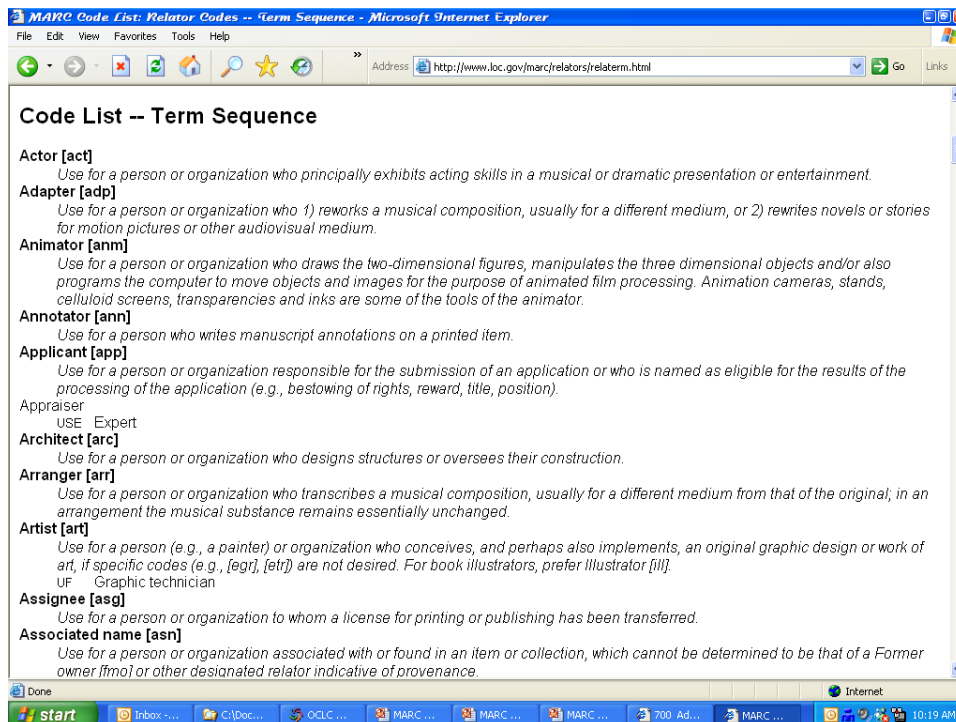 MARC Code List: Relator Codes -- Term Sequence - Microsoft Internet Explorer
File Edit View Favorites Tools Help
» Address http://www.loc.gov/marc/relators/relaterm.html Go Links
Code List -- Term Sequence
Actor [act]
Use for a person or organization who principally exhibits acting skills in a musical or dramatic presentation or entertainment.
Adapter [adp]
Use for a person or organization who 1) reworks a musical composition, usually for a different medium, or 2) rewrites novels or stories
for motion pictures or other audiovisual medium.
Animator [anm]
Use for a person or organization who draws the two-dimensional figures, manipulates the three dimensional objects and/or also
programs the computer to move objects and images for the purpose of animated film processing. Animation cameras, stands,
celluloid screens, transparencies and inks are some of the tools of the animator.
Annotator [ann]
Use for a person who writes manuscript annotations on a printed item.
Applicant [app]
Use for a person or organization responsible for the submission of an application or who is named as eligible for the results of the
processing of the application (e.g., bestowing of rights, reward, title, position).
Appraiser
USE Expert
Architect [arc]
Use for a person or organization who designs structures or oversees their construction.
Arranger [arr]
Use for a person or organization who transcribes a musical composition, usually for a different medium from that of the original; in an
arrangement the musical substance remains essentially unchanged.
Artist [art]
Use for a person (e.g., a painter) or organization who conceives, and perhaps also implements, an original graphic design or work of
art, if specific codes (e.g., [egr], [etr]) are not desired. For book illustrators, prefer Illustrator [ill].
UF Graphic technician
Assignee [asg]
Use for a person or organization to whom a license for printing or publishing has been transferred.
Associated name [asn]
Use for a person or organization associated with or found in an item or collection, which cannot be determined to be that of a Former
owner [fmo] or other designated relator indicative of provenance.
Done Internet
start Inbox -... C:\Doc... OCLC ... MARC ... MARC ... MARC ... 700 Ad... MARC ... 10:19 AM